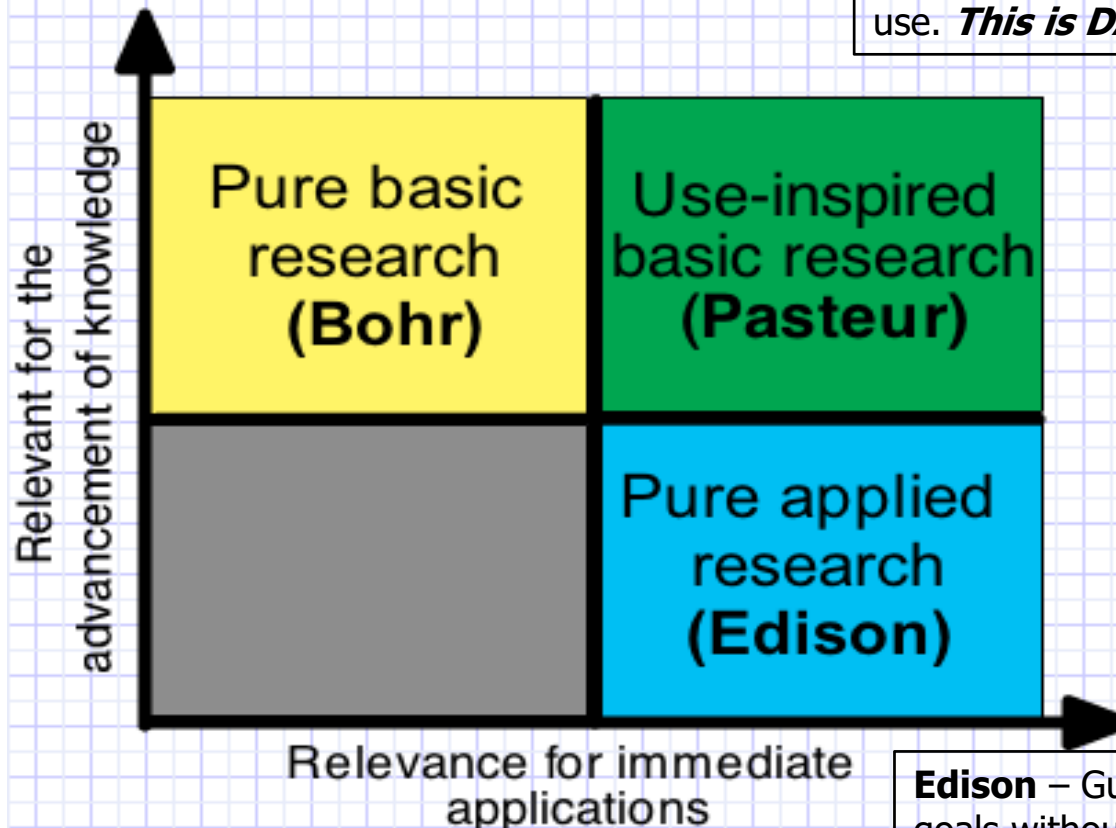 use. This is
Relevant for the
advancement of knowledge
Pure basic
research
(Bohr)
Use-inspired
basic research
(Pasteur)
Pure applied
research
(Edison)
Relevance for immediate
applications
Edison –
goals